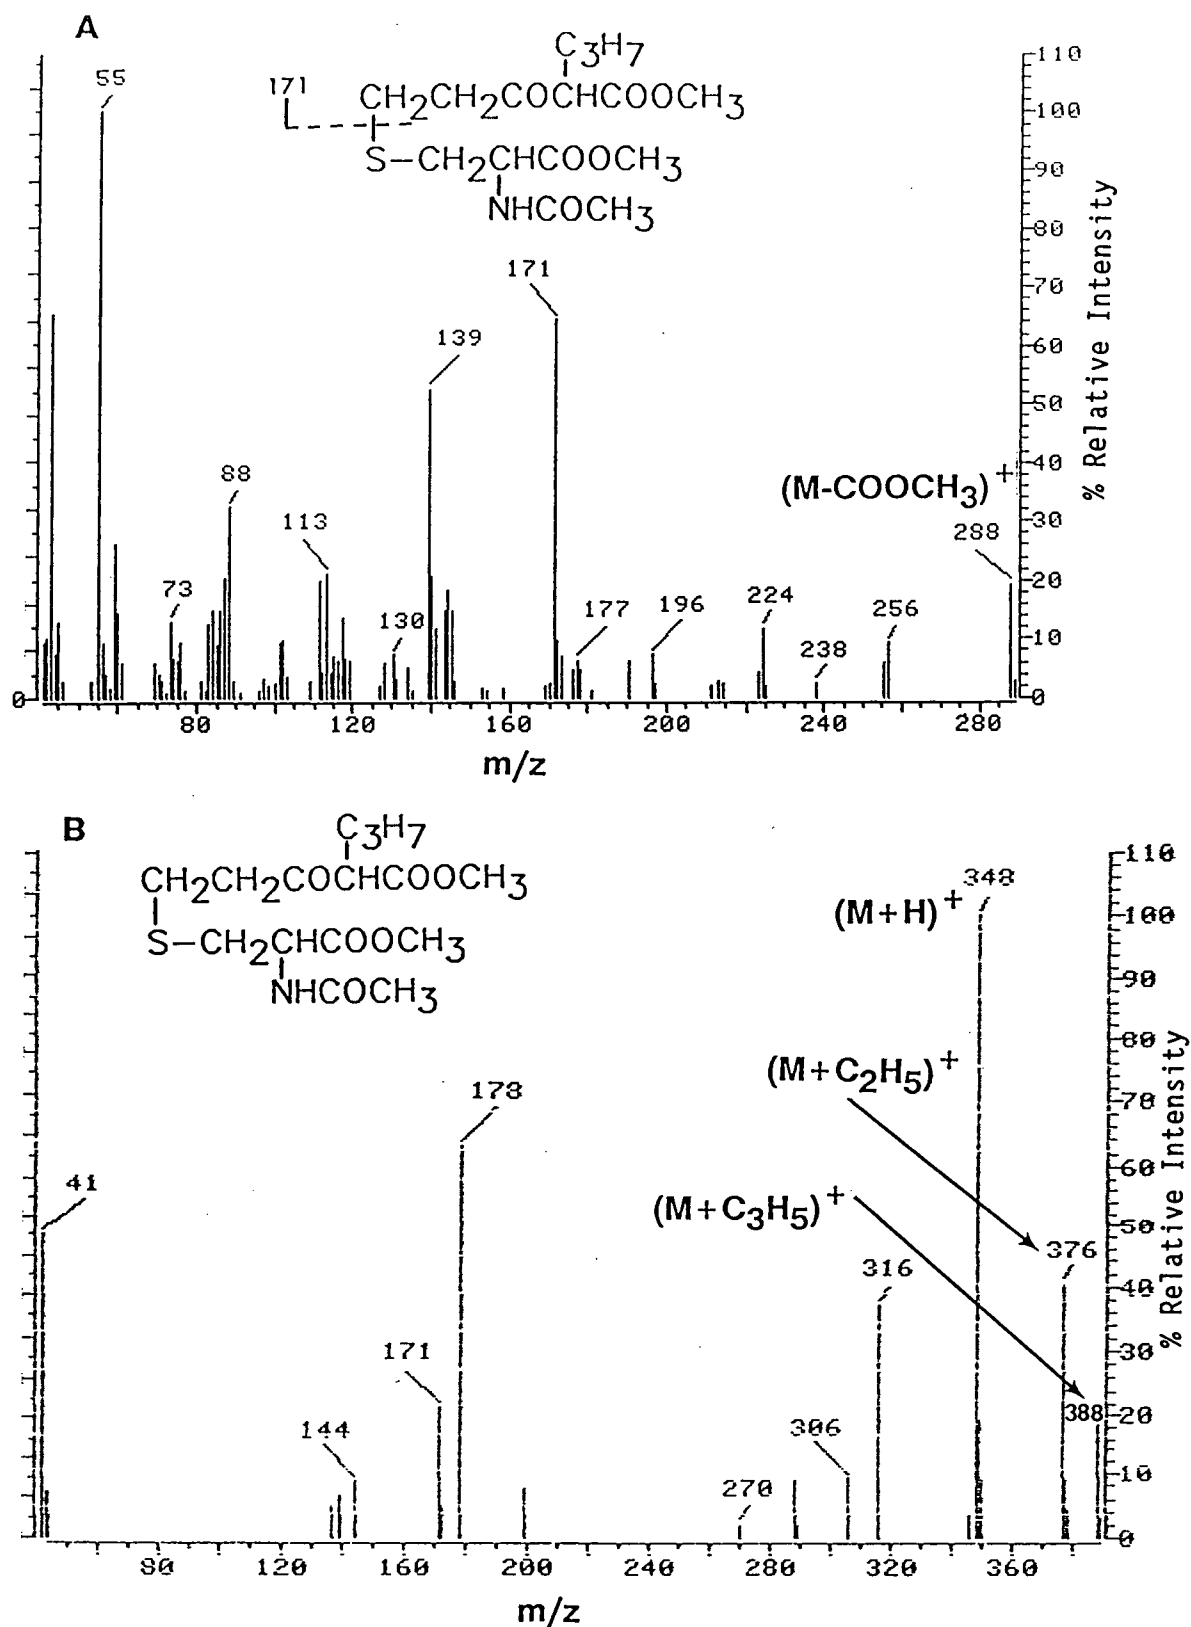 A
C3H7
CH2CH2COCHCOOCH3
171
S-CH2CHCOOCH3
NHCOCH3
55
171
139
88
113
73
130
177
196
224
238
256
288
(M-COOCH3)+
110
100
90
80
70
60
50
40
30
20
10
0
% Relative Intensity
0
80 120 160 200 240 280
m/z
B
C3H7
CH2CH2COCHCOOCH3
S-CH2CHCOOCH3
NHCOCH3
(M+H)+
348
(M+C2H5)+
376
(M+C3H5)+
388
41
178
171
144
316
306
270
110
100
90
80
70
60
50
40
30
20
10
0
% Relative Intensity
80 120 160 200 240 280 320 360
m/z